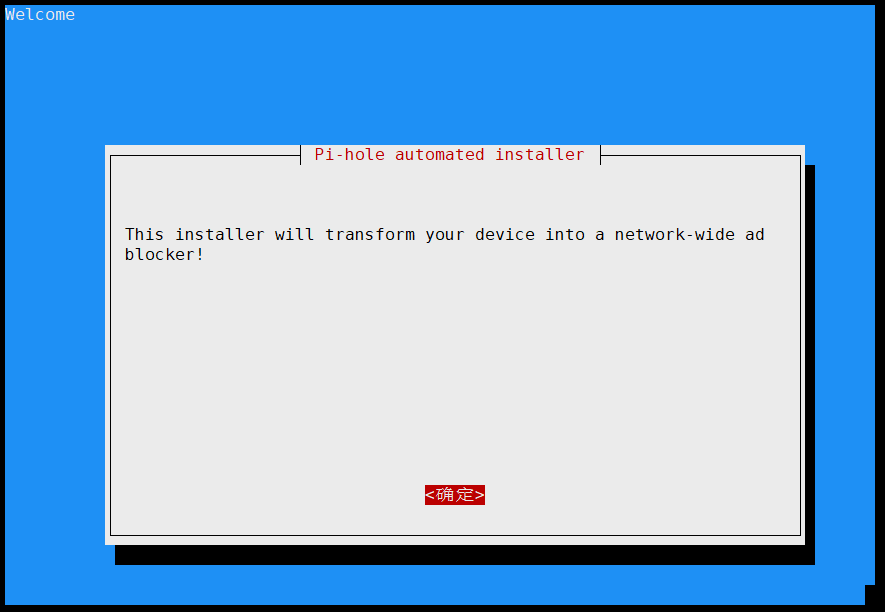 Welcome
Pi-hole automated installer
This installer will transform your device into a network-wide ad
blocker!
<确定>